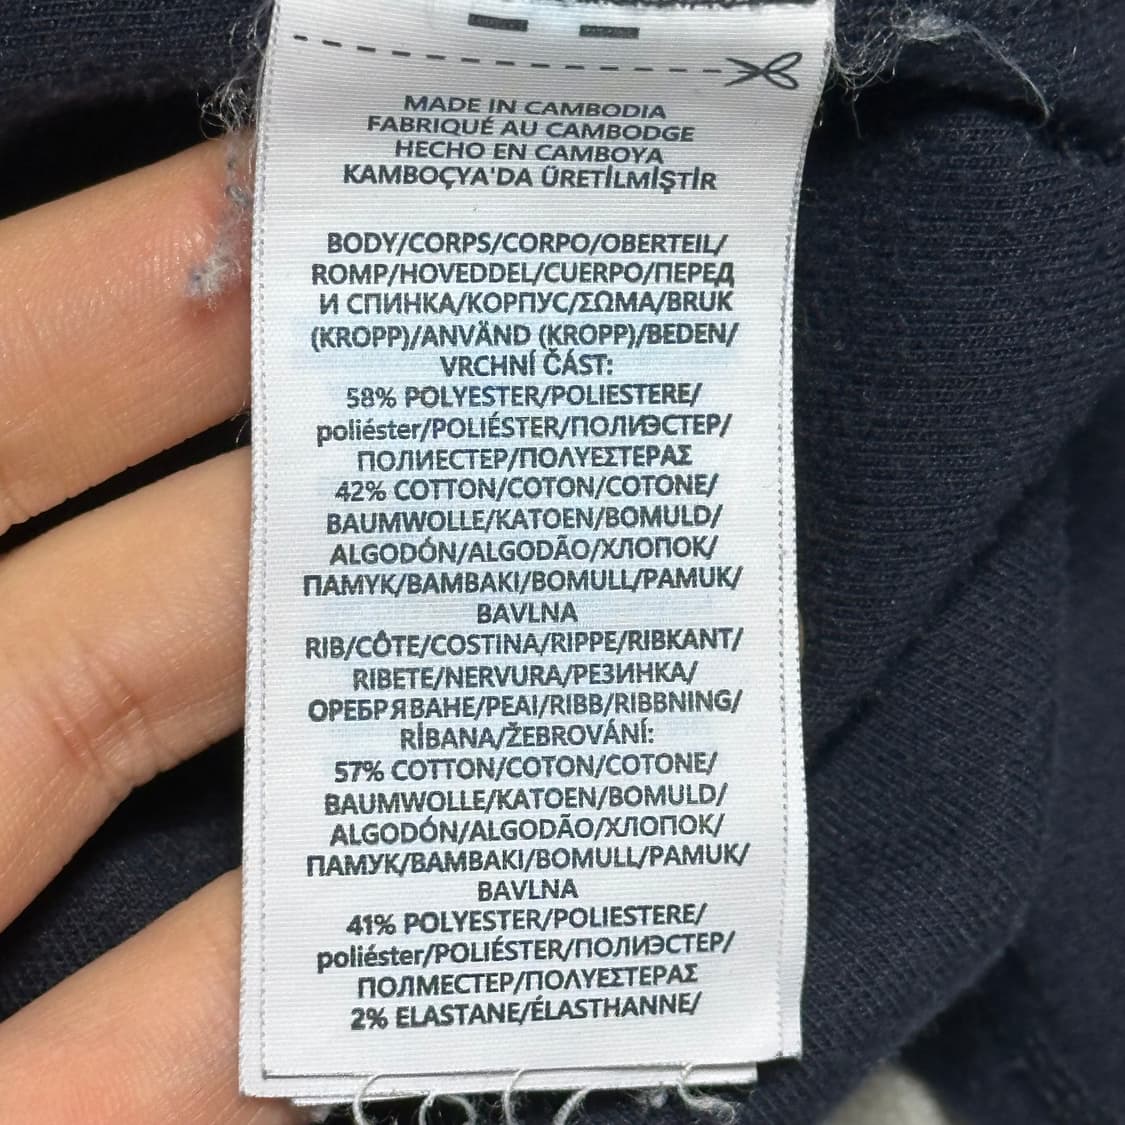 MADE IN CAMBODIA
FABRIQUÉ AU CAMBODGE
HECHO EN CAMBOYA
KAMBOÇYA'DA ÜRETİLMİŞTİR
BODY/CORPS/CORPO/OBERTEIL/
ROMP/HOVEDDEL/CUERPO/ПЕРЕД
И СПИНКА/КОРПУС/ΣΩΜΑ/BRUK
(KROPP)/ANVÄND (KROPP)/BEDEN/
VRCHNÍ ČÁST:
58% POLYESTER/POLIESTERE/
poliéster/POLIÉSTER/ПОЛИЭСТЕР/
ПОЛИЕСТЕР/ΠΟΛΥΕΣΤΕΡΑΣ
42% COTTON/COTON/COTONE/
BAUMWOLLE/KATOEN/BOMULD/
ALGODÓN/ALGODÃO/ХЛОПОК/
ПАМУК/ΒΑΜΒΑΚΙ/BOMULL/PAMUK/
BAVLNA
RIB/CÔTE/COSTINA/RIPPE/RIBKANT/
RIBETE/NERVURA/РЕЗИНКА/
ОРЕБРЯВАНЕ/PEAI/RIBB/RIBBNING/
RİBANA/ŽEBROVÁNÍ:
57% COTTON/COTON/COTONE/
BAUMWOLLE/KATOEN/BOMULD/
ALGODÓN/ALGODÃO/ХЛОПОК/
ПАМУК/ΒΑΜΒΑΚΙ/BOMULL/PAMUK/
BAVLNA
41% POLYESTER/POLIESTERE/
poliéster/POLIÉSTER/ПОЛИЭСТЕР/
ПОЛМЕСТЕР/ΠΟΛΥΕΣΤΕΡΑΣ
2% ELASTANE/ÉLASTHANNE/